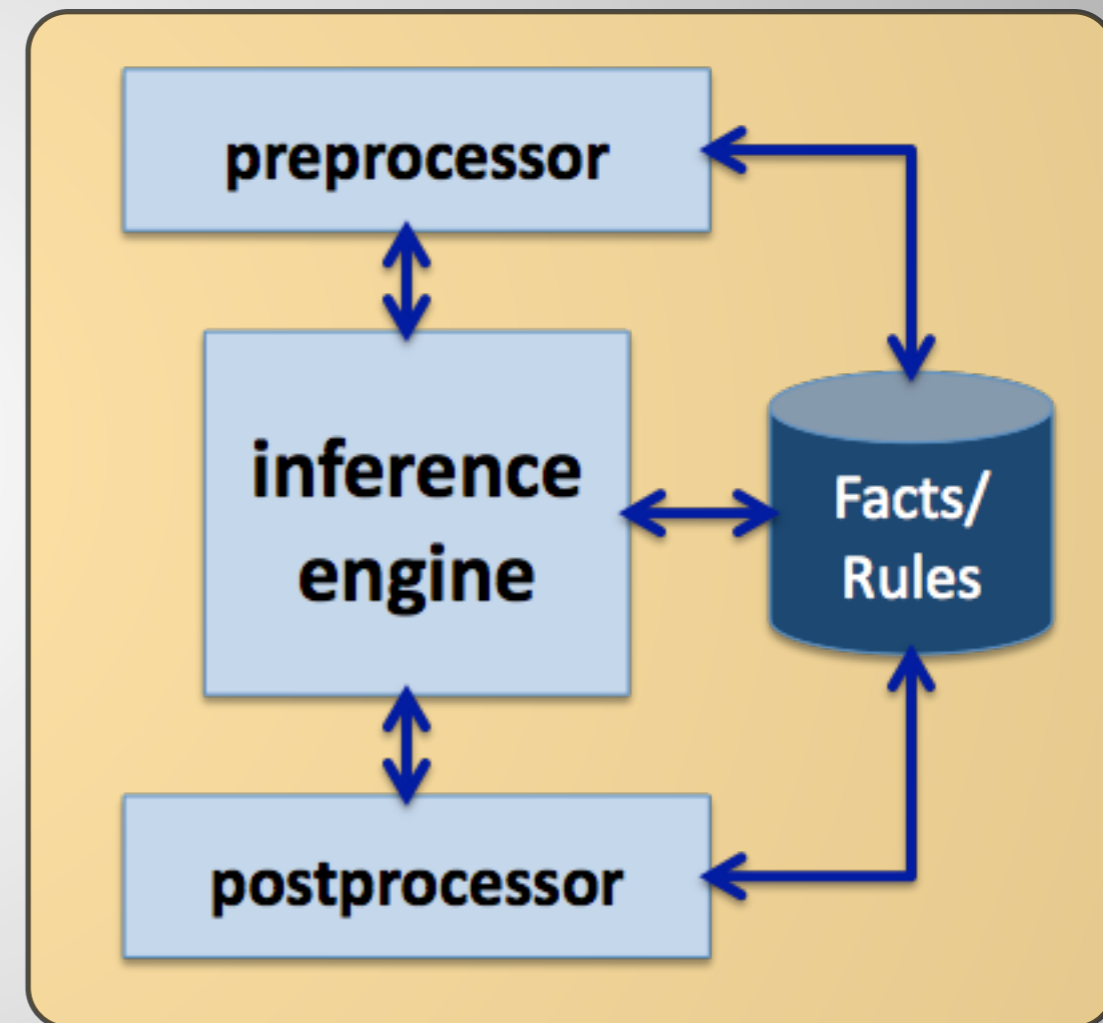 preprocessor
inference
engine
Facts/
Rules
postprocessor